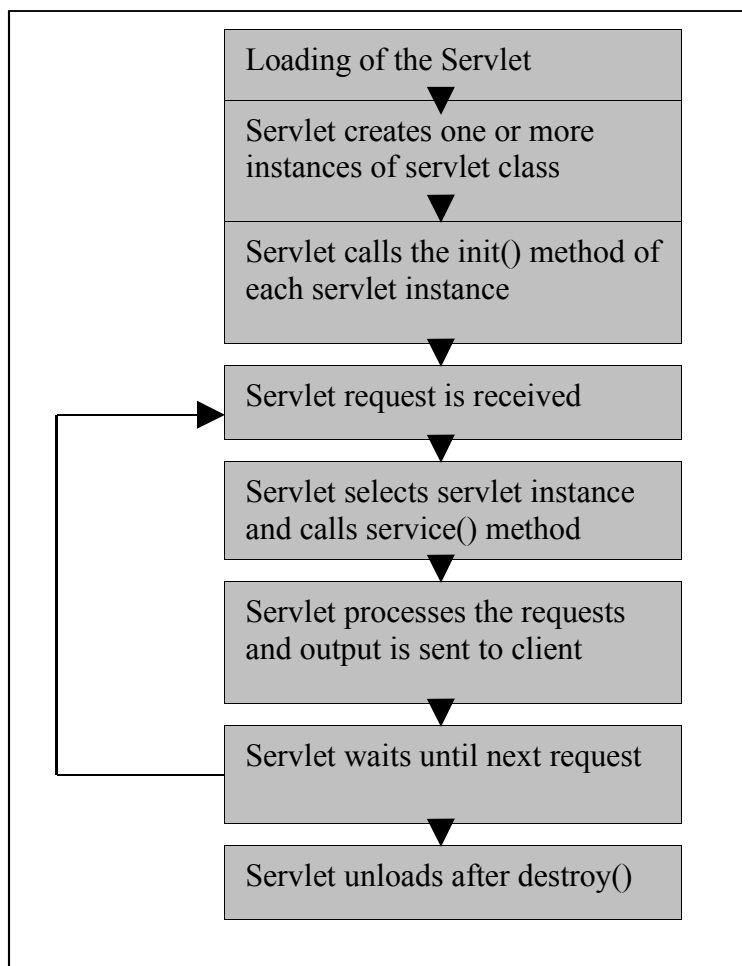 Loading of the Servlet
Servlet creates one or more
instances of servlet class
Servlet calls the init() method of
each servlet instance
Servlet request is received
Servlet selects servlet instance
and calls service() method
Servlet processes the requests
and output is sent to client
Servlet waits until next request
Servlet unloads after destroy()